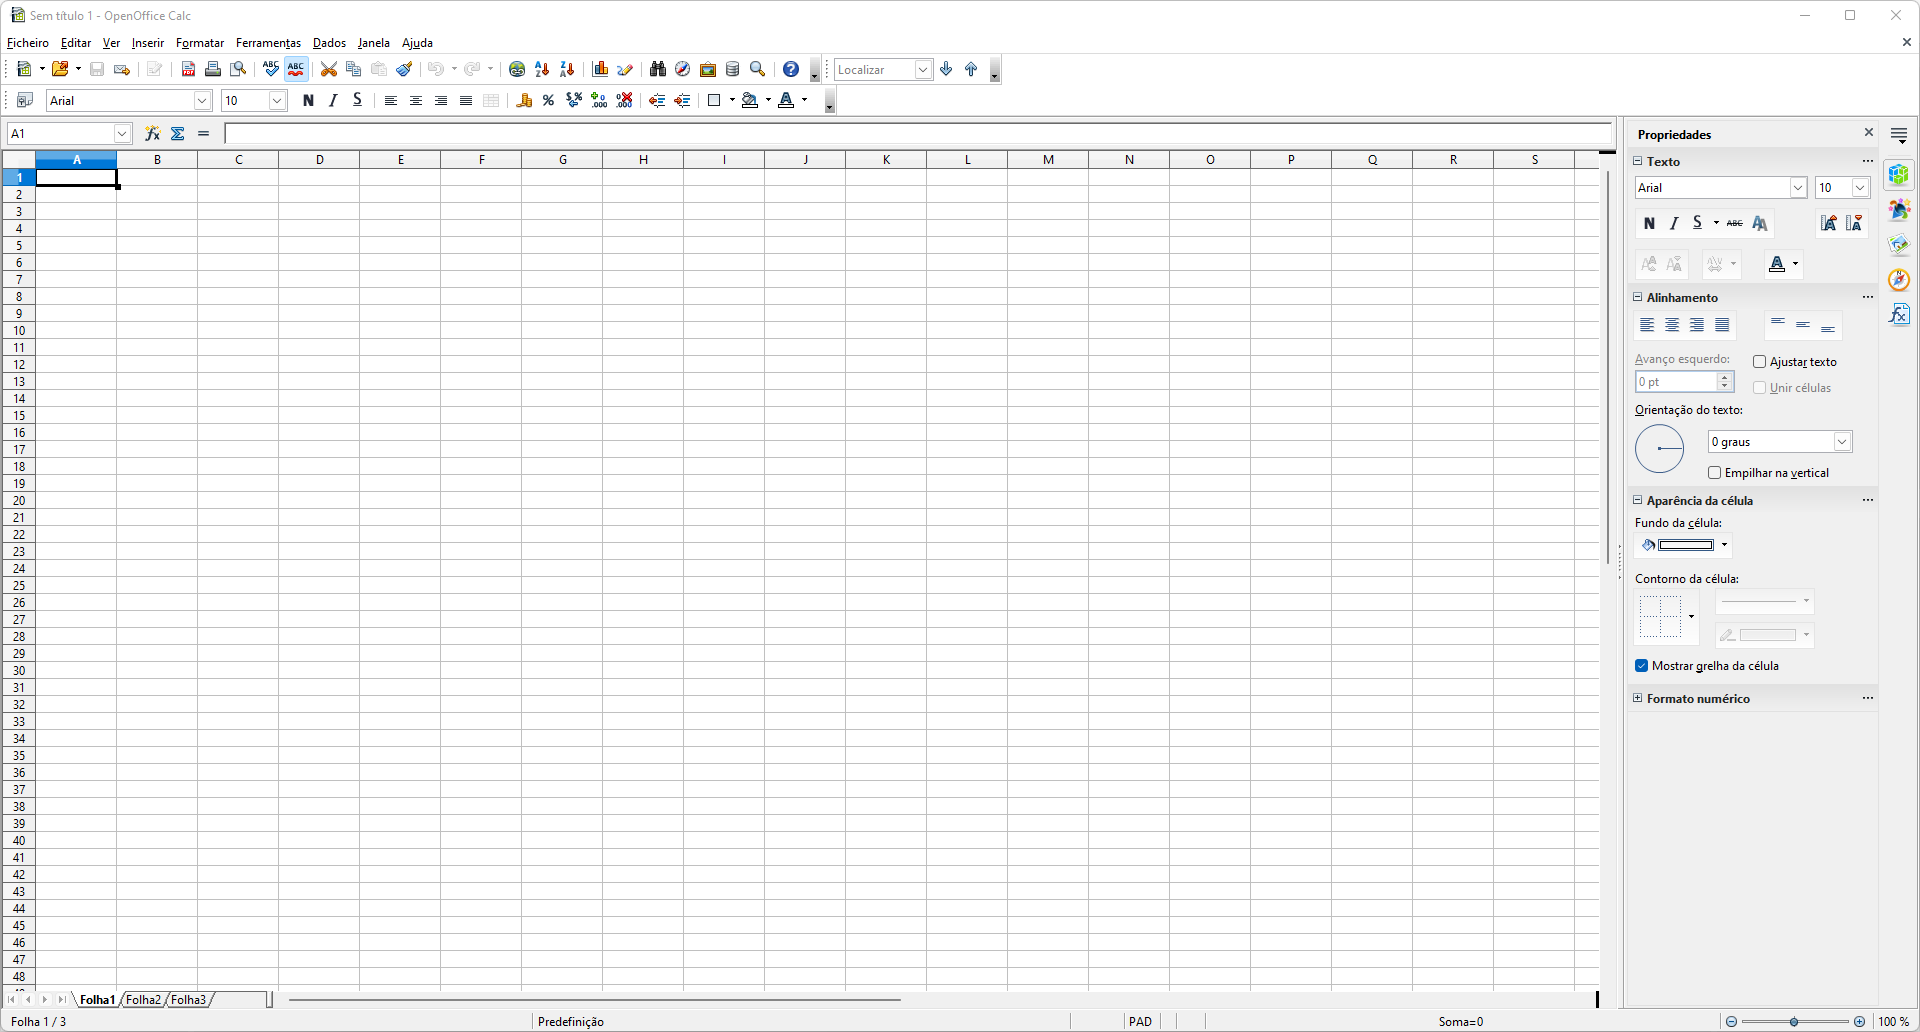 Sem título 1 - OpenOffice Calc
Ficheiro Editar Ver Inserir Formatar Ferramentas Dados Janela Ajuda
Localizar
Arial 10 N I S
A1
A B C D E F G H I J K L M N O P Q R S
1
2
3
4
5
6
7
8
9
10
11
12
13
14
15
16
17
18
19
20
21
22
23
24
25
26
27
28
29
30
31
32
33
34
35
36
37
38
39
40
41
42
43
44
45
46
47
48
Propriedades
Texto
Arial 10
N I S ABC AA
Alinhamento
Avanço esquerdo:
Ajustar texto
0 pt
Unir células
Orientação do texto:
0 graus
Empilhar na vertical
Aparência da célula
Fundo da célula:
Contorno da célula:
Mostrar grelha da célula
Formato numérico
Folha1 Folha2 Folha3
Folha 1 / 3 Predefinição PAD Soma=0 100 %